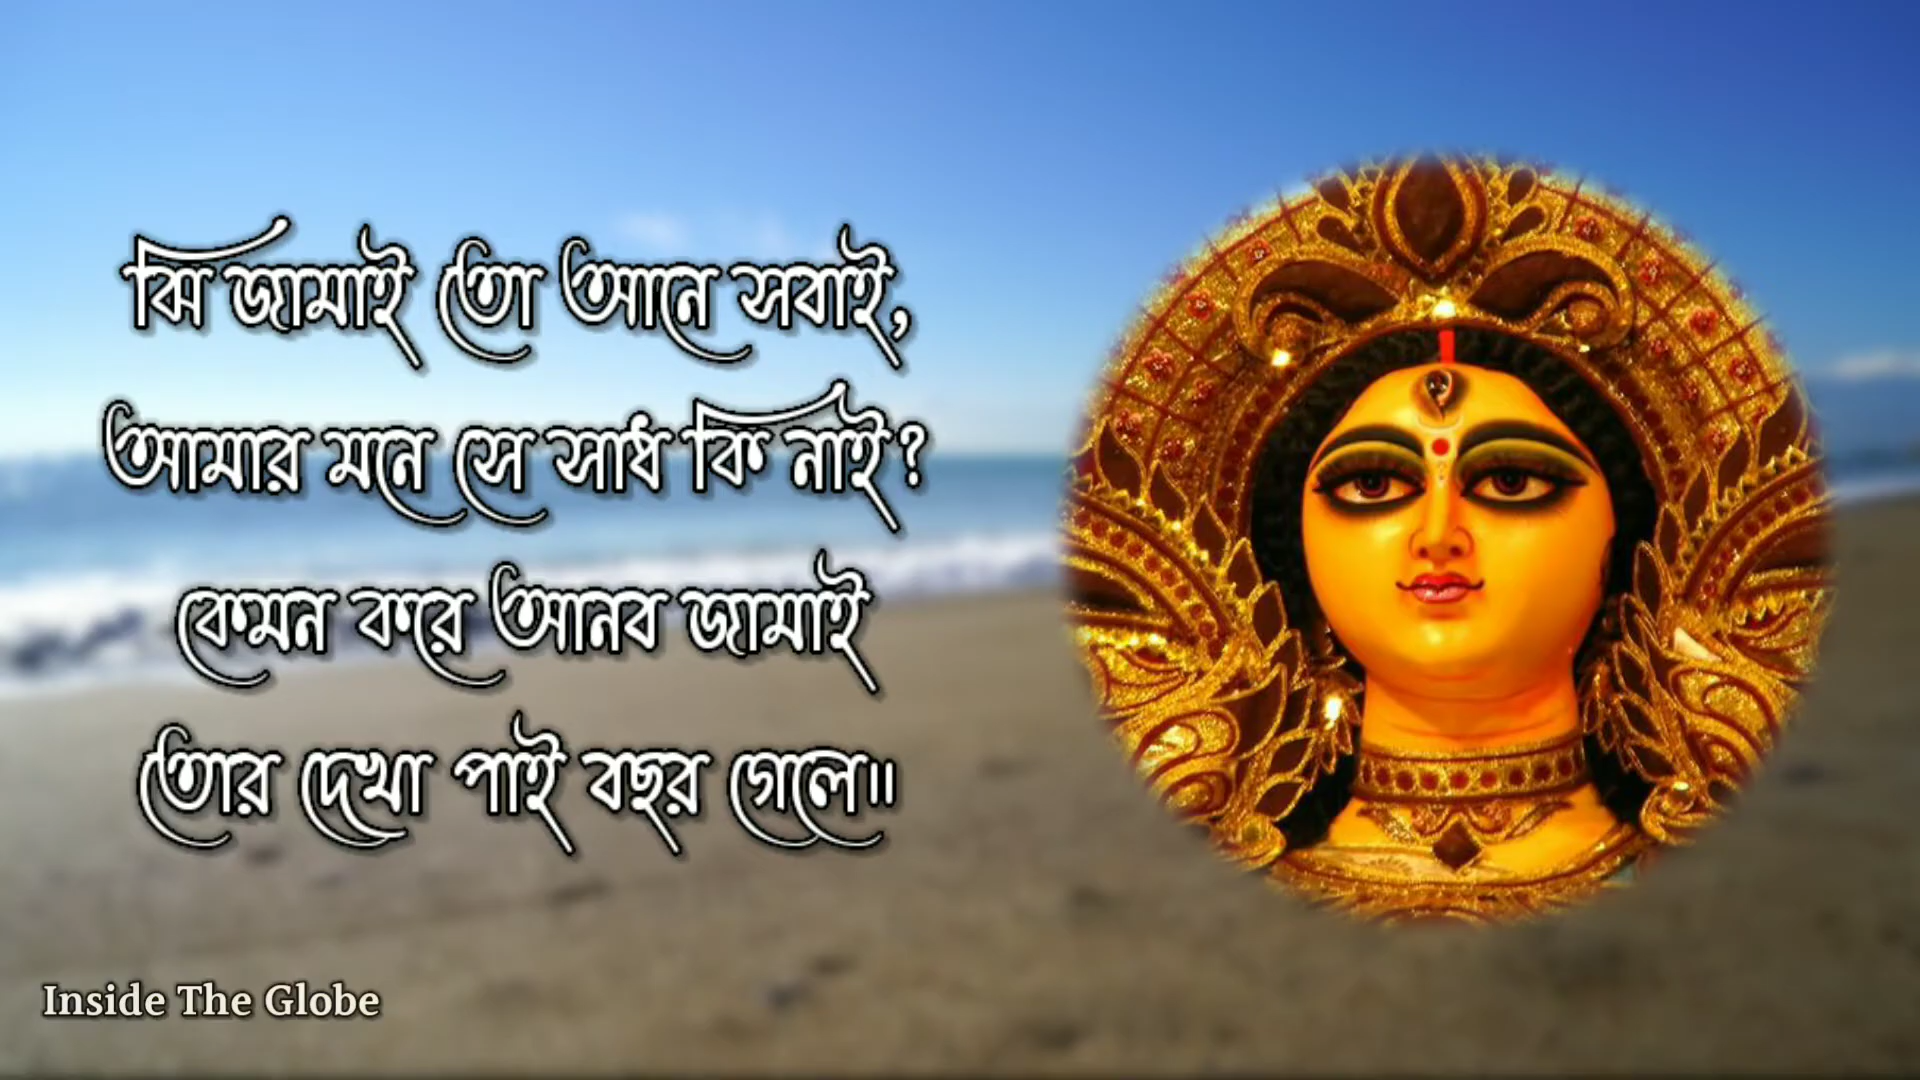 ঝি জামাই তো আনে সবাই,
আমার মনে সে সাধ কি নাই?
কেমন করে আনব জামাই
তোর দেখা পাই বছর গেলে॥
Inside The Globe